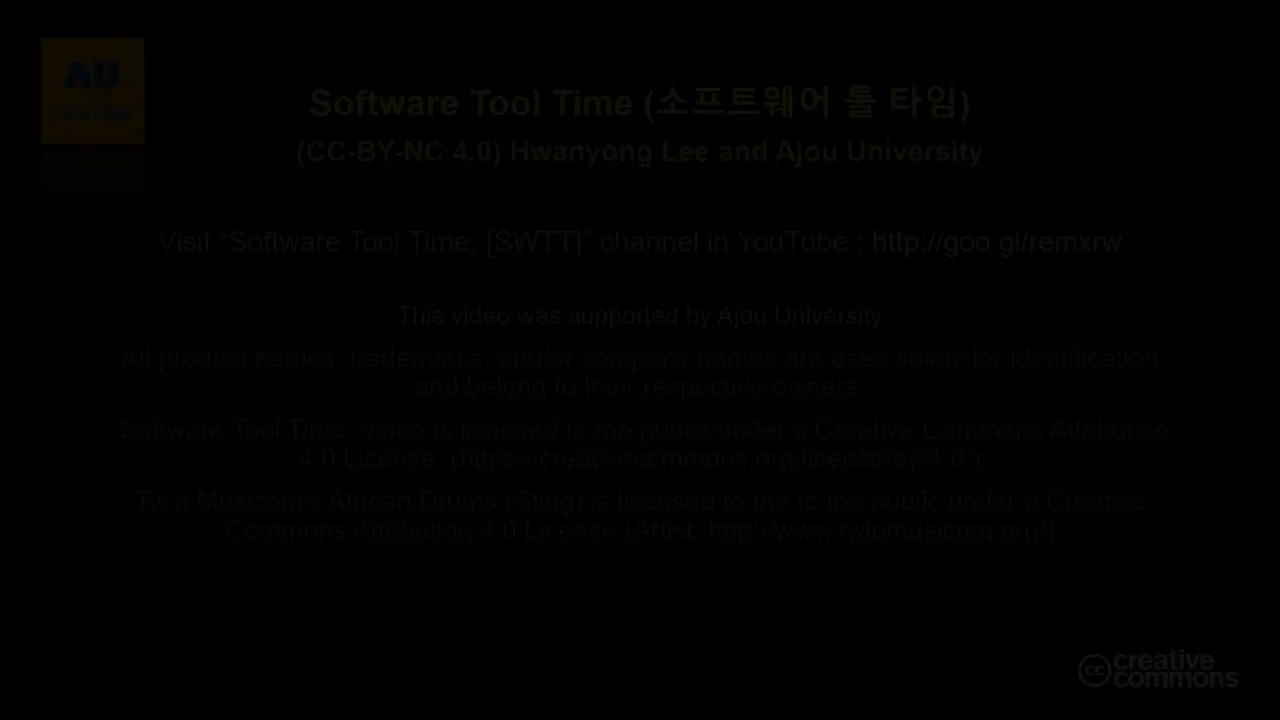 AU
Software Tool Time (소프트웨어 툴 타임)
(CC-BY-NC 4.0) Hwanyong Lee and Ajou University
Visit “Software Tool Time, [SWTT]” channel in YouTube : http://goo.gl/remxrw
This video was supported by Ajou University
All product names, trademarks, and/or company names are used solely for identification
and belong to their respective owners
"Software Tool Time" video is licensed to the public under a Creative Commons Attribution
4.0 License (https://creativecommons.org/license/by/4.0/)
Twin Musicom's African Drums (Sting) is licensed to the to the public under a Creative
Commons Attribution 4.0 License (Artist: http://www.twinmusicom.org/)
cc creative
commons